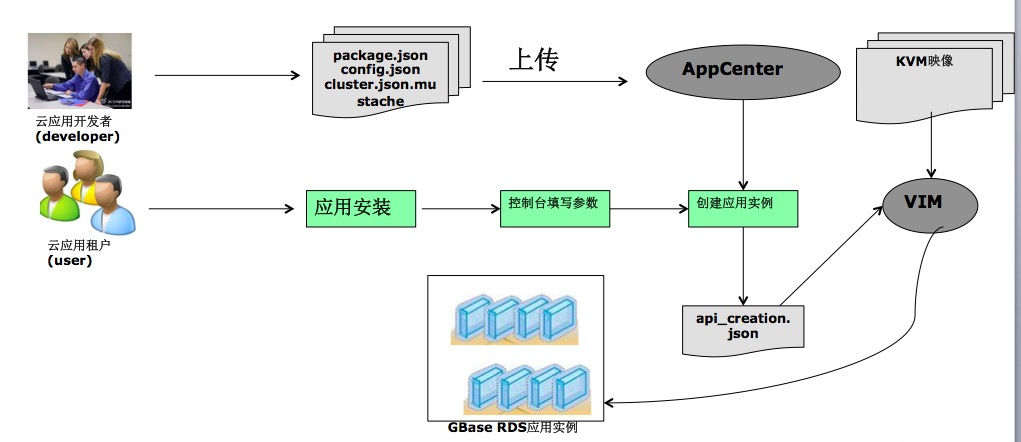 package.json
config.json
cluster.json.mu
stache
上传
AppCenter
KVM映像
云应用开发者
(developer)
应用安装
控制台填写参数
创建应用实例
VIM
云应用租户
(user)
api_creation.
json
GBase RDS应用实例